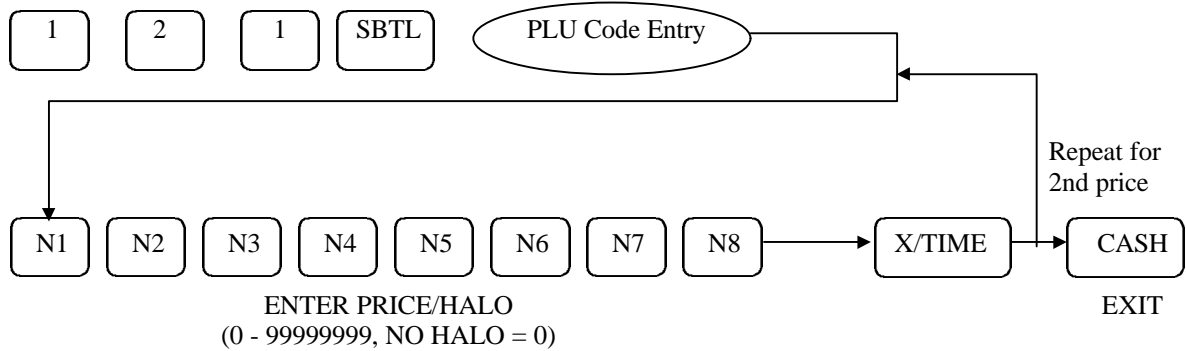 1 2 1 SBTL PLU Code Entry
Repeat for
2nd price
N1 N2 N3 N4 N5 N6 N7 N8 X/TIME CASH
ENTER PRICE/HALO EXIT
(0 - 99999999, NO HALO = 0)